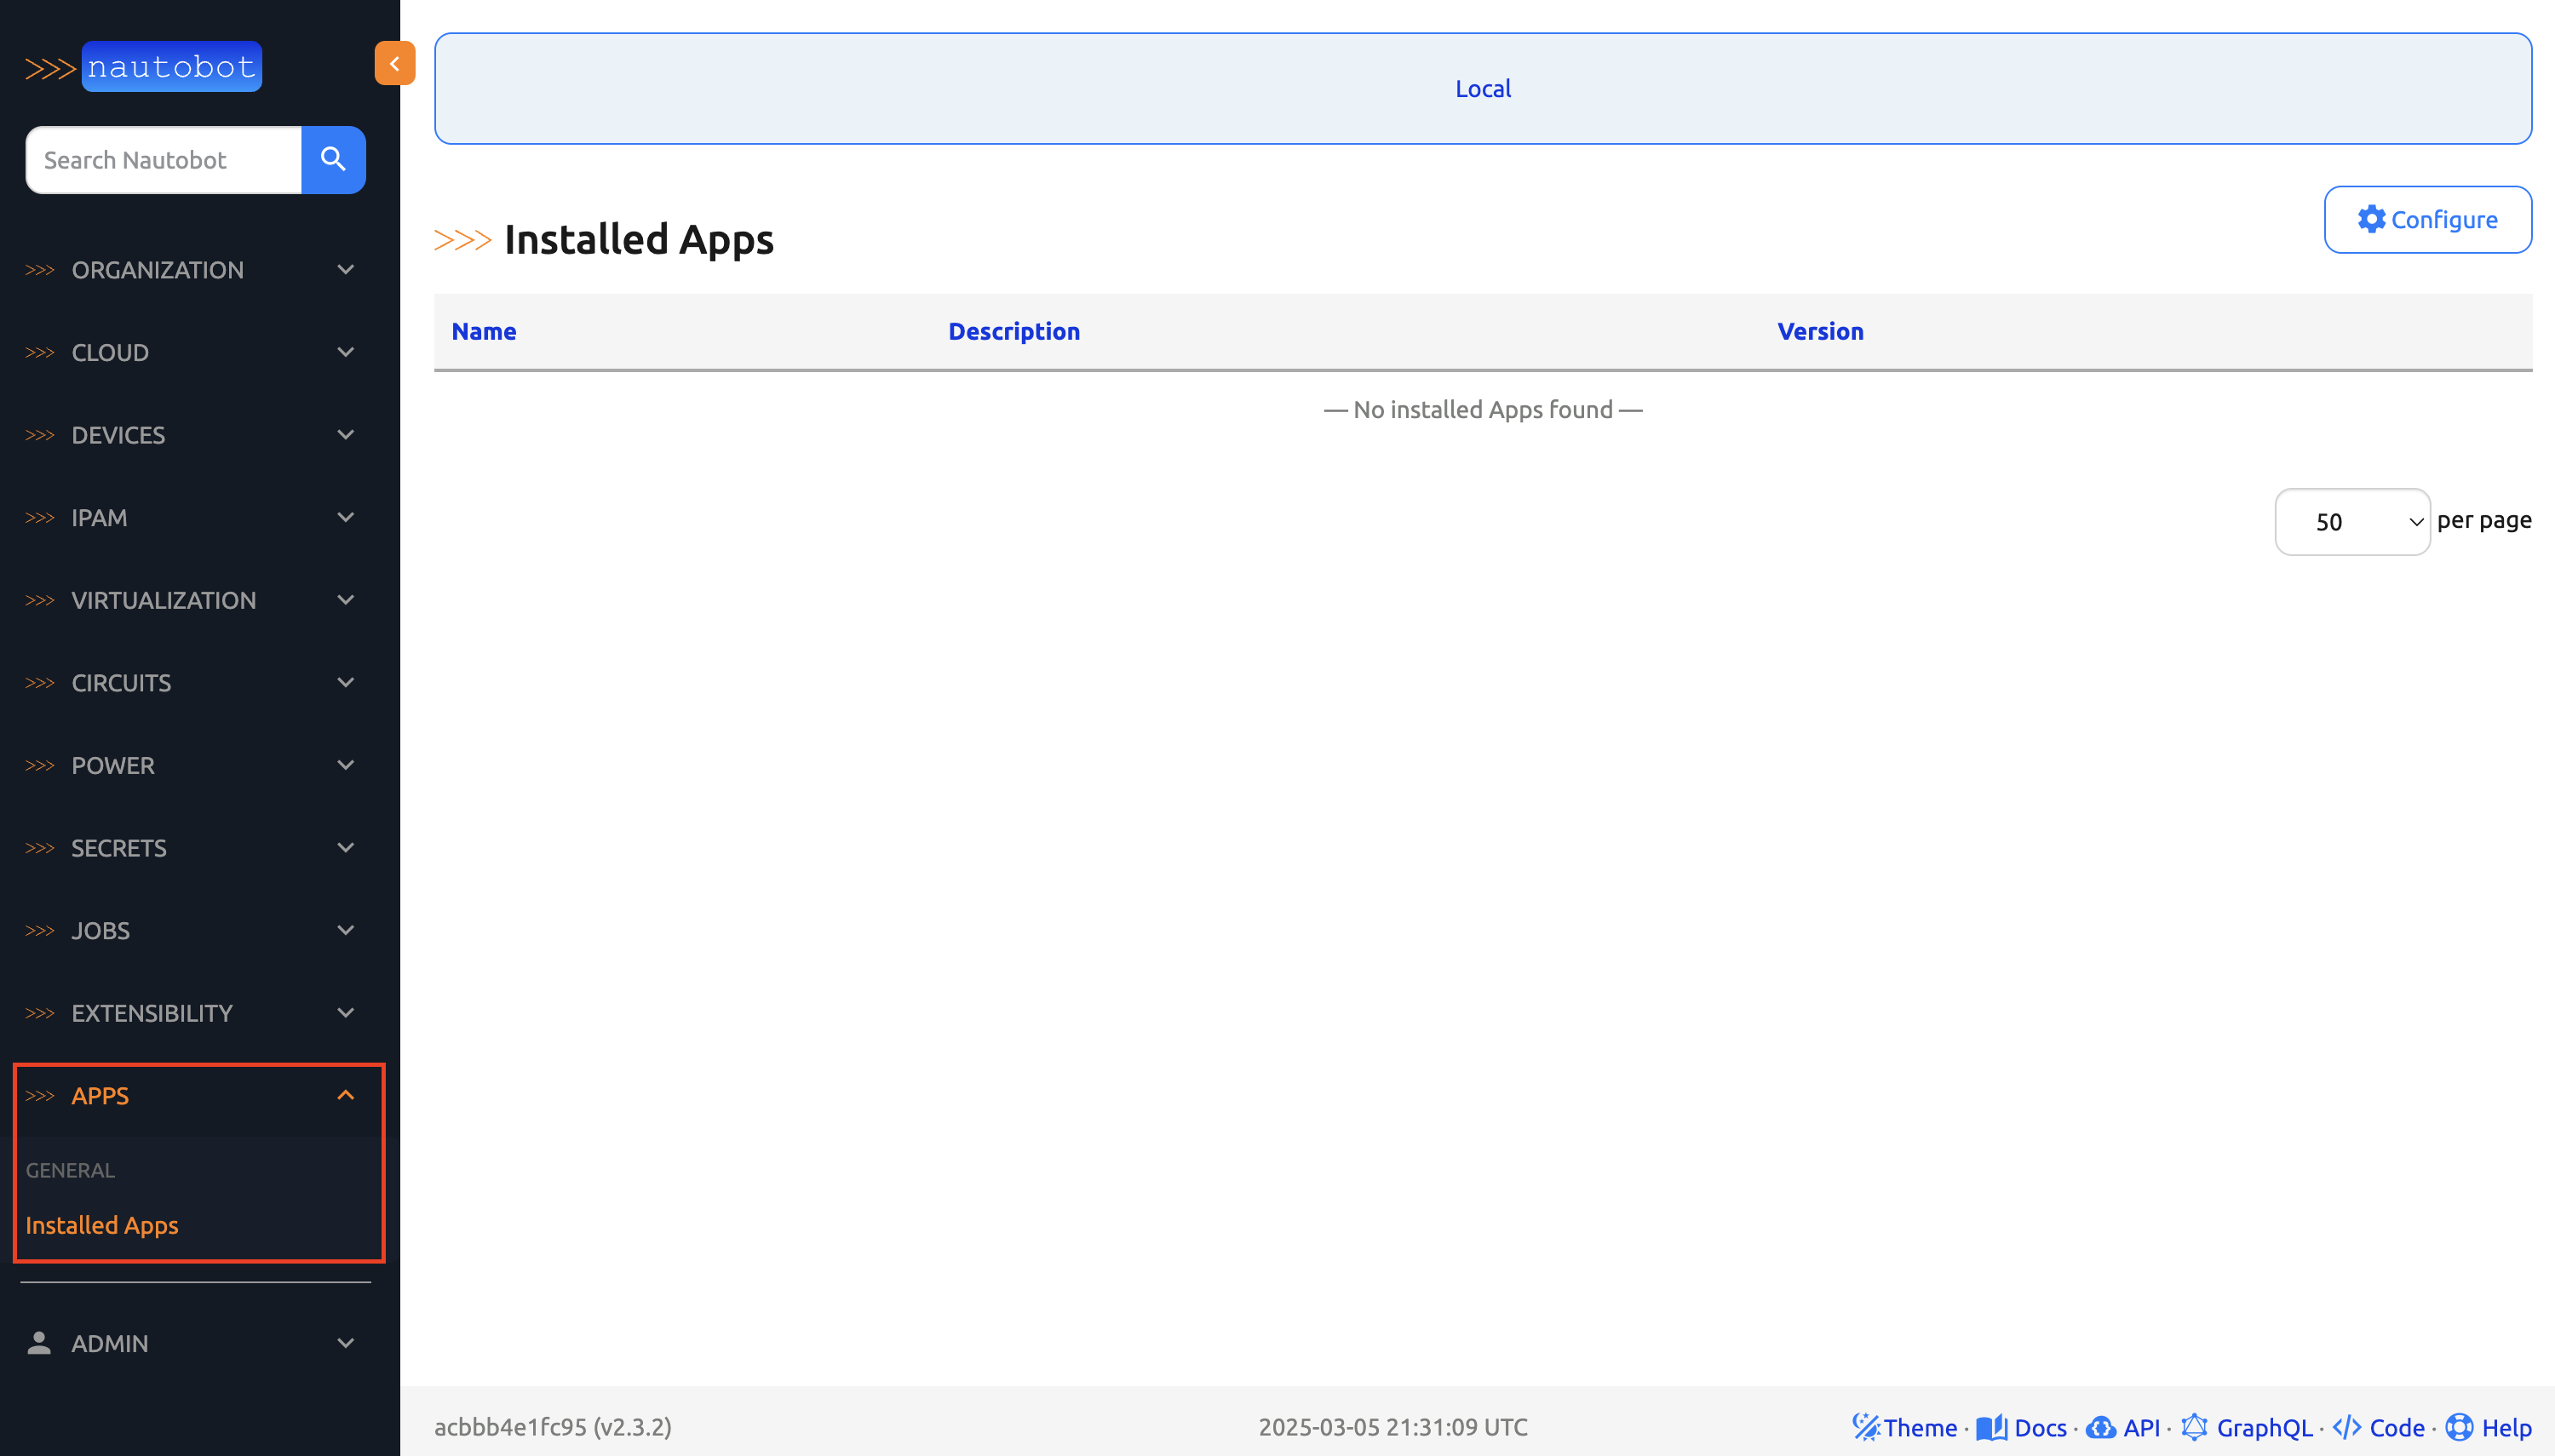 >>> nautobot
Search Nautobot
>>> ORGANIZATION
>>> CLOUD
>>> DEVICES
>>> IPAM
>>> VIRTUALIZATION
>>> CIRCUITS
>>> POWER
>>> SECRETS
>>> JOBS
>>> EXTENSIBILITY
>>> APPS
GENERAL
Installed Apps
ADMIN
Local
>>> Installed Apps
Configure
Name Description Version
— No installed Apps found —
50 per page
acbbb4e1fc95 (v2.3.2) 2025-03-05 21:31:09 UTC Theme · Docs · API · GraphQL · Code · Help